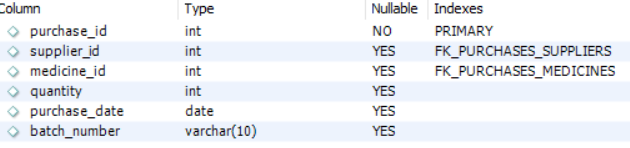 Column Type Nullable Indexes
purchase_id int NO PRIMARY
supplier_id int YES FK_PURCHASES_SUPPLIERS
medicine_id int YES FK_PURCHASES_MEDICINES
quantity int YES
purchase_date date YES
batch_number varchar(10) YES